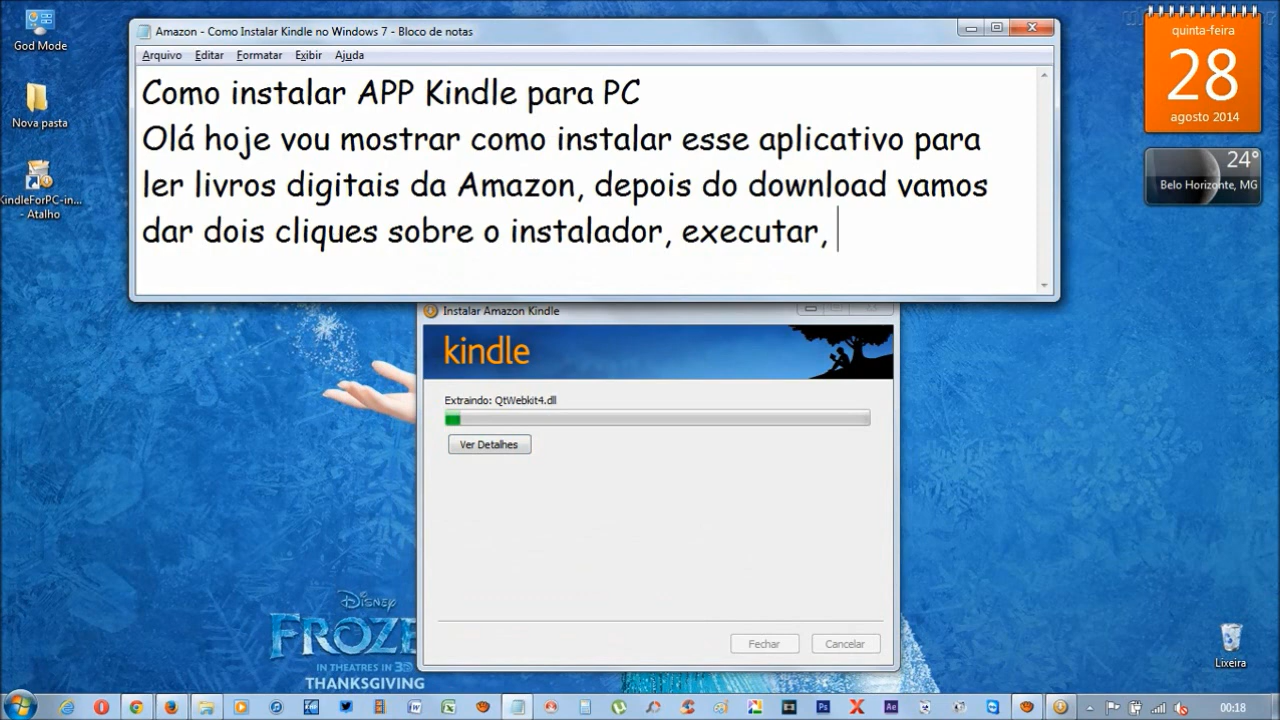 God Mode
Nova pasta
KindleForPC-in...
- Atalho
Amazon - Como Instalar Kindle no Windows 7 - Bloco de notas
Arquivo Editar Formatar Exibir Ajuda
Como instalar APP Kindle para PC
Olá hoje vou mostrar como instalar esse aplicativo para
ler livros digitais da Amazon, depois do download vamos
dar dois cliques sobre o instalador, executar,
quinta-feira
28
agosto 2014
24°
Belo Horizonte, MG
Instalar Amazon Kindle
kindle
Extraindo: QtWebkit4.dll
Ver Detalhes
Fechar Cancelar
DISNEY
FROZE
IN THEATRES IN 3D
THANKSGIVING
Lixeira
00:18